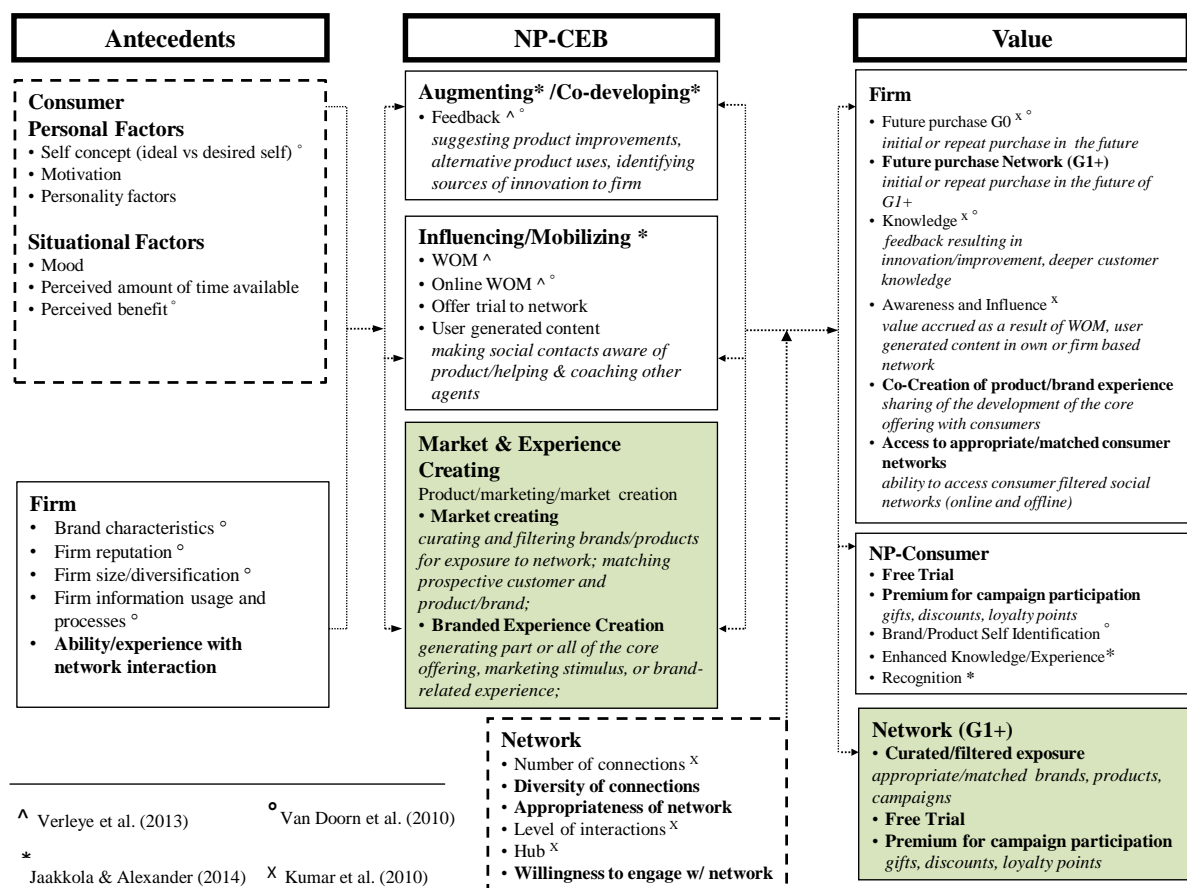 Antecedents
Consumer
Personal Factors
• Self concept (ideal vs desired self) °
• Motivation
• Personality factors
Situational Factors
• Mood
• Perceived amount of time available
• Perceived benefit °
Firm
• Brand characteristics °
• Firm reputation °
• Firm size/diversification °
• Firm information usage and
processes °
• Ability/experience with
network interaction
NP-CEB
Augmenting* /Co-developing*
• Feedback ^ °
suggesting product improvements,
alternative product uses, identifying
sources of innovation to firm
Influencing/Mobilizing *
• WOM ^
• Online WOM ^ °
• Offer trial to network
• User generated content
making social contacts aware of
product/helping & coaching other
agents
Market & Experience
Creating
Product/marketing/market creation
• Market creating
curating and filtering brands/products
for exposure to network; matching
prospective customer and
product/brand;
• Branded Experience Creation
generating part or all of the core
offering, marketing stimulus, or brand-
related experience;
Network
• Number of connections X
• Diversity of connections
• Appropriateness of network
• Level of interactions X
• Hub X
• Willingness to engage w/ network
Value
Firm
• Future purchase G0 x °
initial or repeat purchase in the future
• Future purchase Network (G1+)
initial or repeat purchase in the future of
G1+
• Knowledge x °
feedback resulting in
innovation/improvement, deeper customer
knowledge
• Awareness and Influence x
value accrued as a result of WOM, user
generated content in own or firm based
network
• Co-Creation of product/brand experience
sharing of the development of the core
offering with consumers
• Access to appropriate/matched consumer
networks
ability to access consumer filtered social
networks (online and offline)
NP-Consumer
• Free Trial
• Premium for campaign participation
gifts, discounts, loyalty points
• Brand/Product Self Identification °
• Enhanced Knowledge/Experience*
• Recognition *
Network (G1+)
• Curated/filtered exposure
appropriate/matched brands, products,
campaigns
• Free Trial
• Premium for campaign participation
gifts, discounts, loyalty points
^ Verleye et al. (2013)
° Van Doorn et al. (2010)
* Jaakkola & Alexander (2014)
X Kumar et al. (2010)